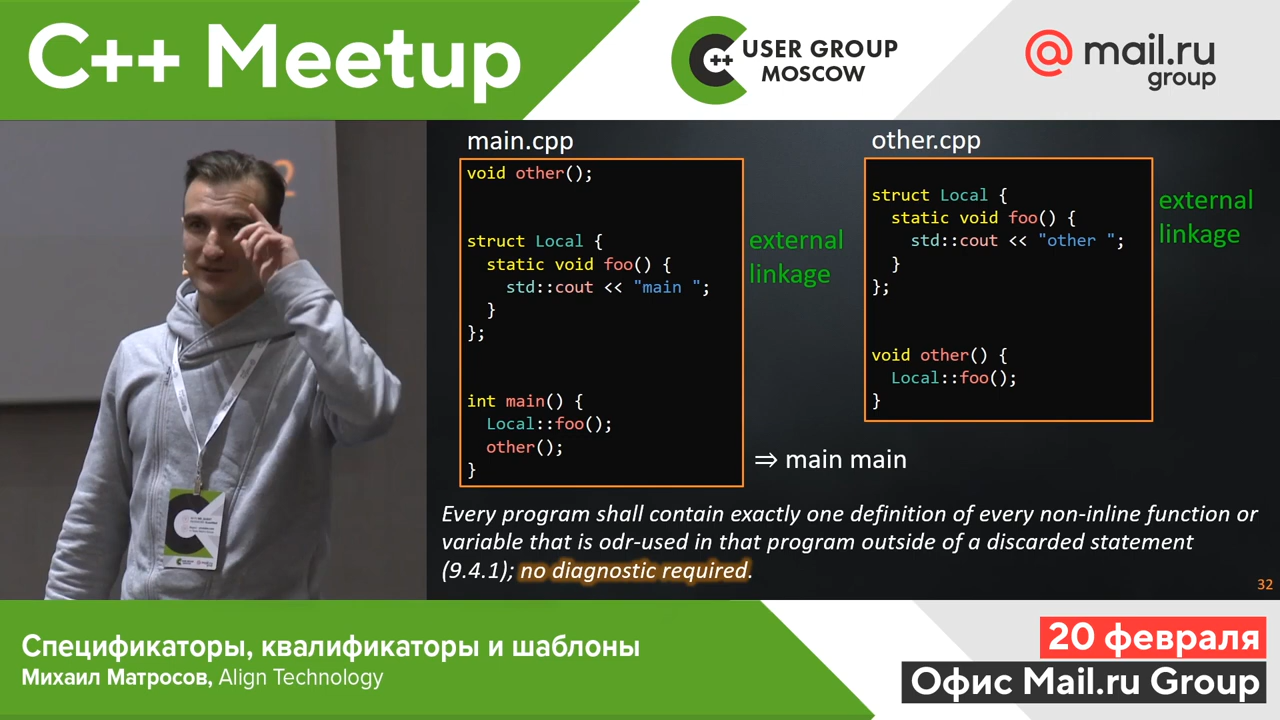 C++ Meetup
C++
USER GROUP
MOSCOW
@mail.ru
group
2
main.cpp
void other();
struct Local {
  static void foo() {
    std::cout << "main ";
  }
};
int main() {
  Local::foo();
  other();
}
external
linkage
other.cpp
struct Local {
  static void foo() {
    std::cout << "other ";
  }
};
void other() {
  Local::foo();
}
external
linkage
⇒ main main
Every program shall contain exactly one definition of every non-inline function or
variable that is odr-used in that program outside of a discarded statement
(9.4.1); no diagnostic required.
32
Спецификаторы, квалификаторы и шаблоны
Михаил Матросов, Align Technology
20 февраля
Офис Mail.ru Group